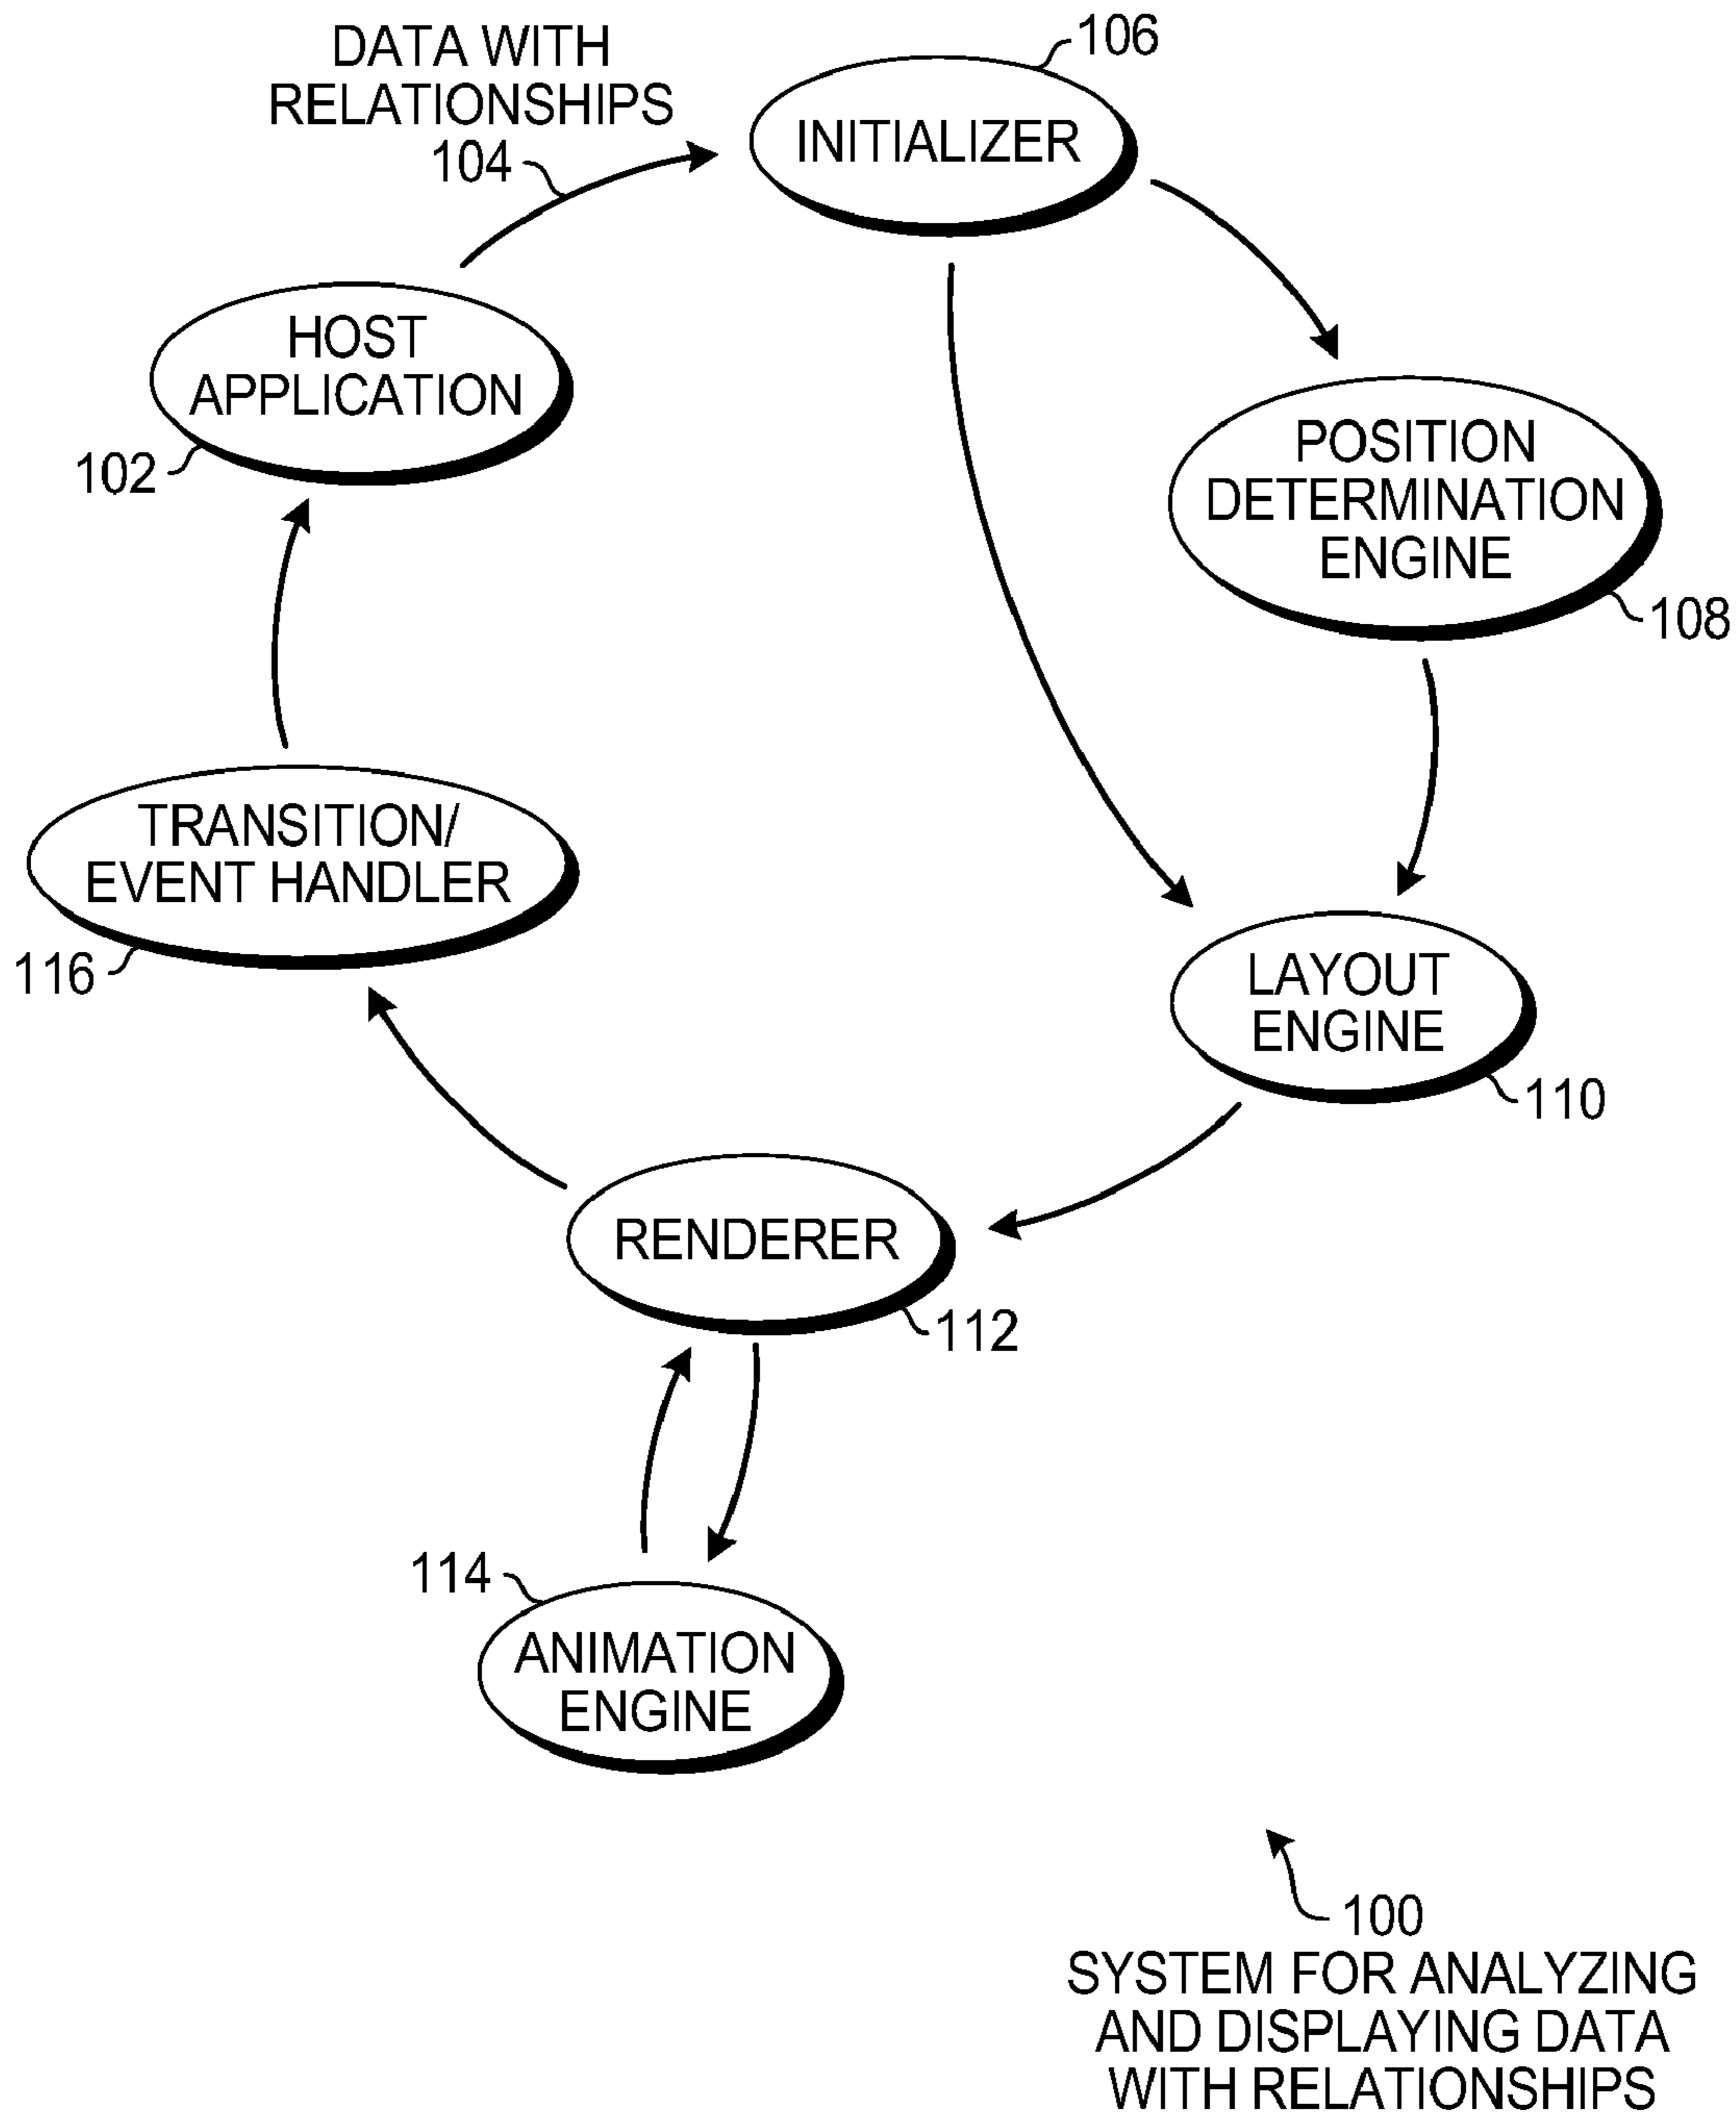 DATA WITH
RELATIONSHIPS
104
106
INITIALIZER
HOST
APPLICATION
102
POSITION
DETERMINATION
ENGINE
108
TRANSITION/
EVENT HANDLER
116
LAYOUT
ENGINE
110
RENDERER
112
114
ANIMATION
ENGINE
100
SYSTEM FOR ANALYZING
AND DISPLAYING DATA
WITH RELATIONSHIPS